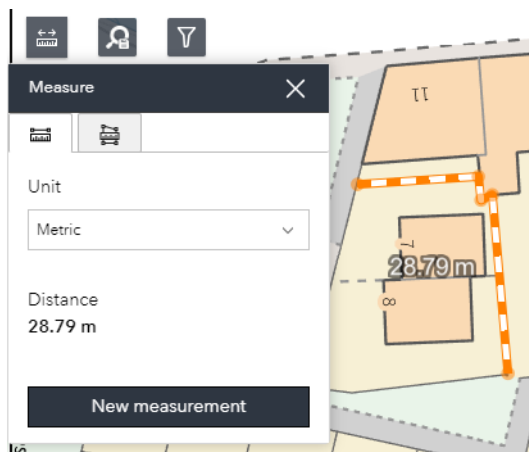 Measure
Unit
Metric
Distance
28.79 m
New measurement
11
7
28.79 m
8